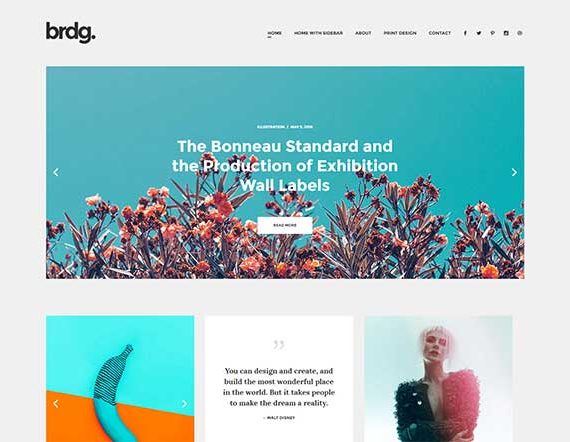 brdg.
HOME HOME WITH SIDEBAR ABOUT PRINT DESIGN CONTACT
ILLUSTRATION / MAY 5, 2016
The Bonneau Standard and
the Production of Exhibition
Wall Labels
READ MORE
”
You can design and create, and
build the most wonderful place
in the world. But it takes people
to make the dream a reality.
– WALT DISNEY